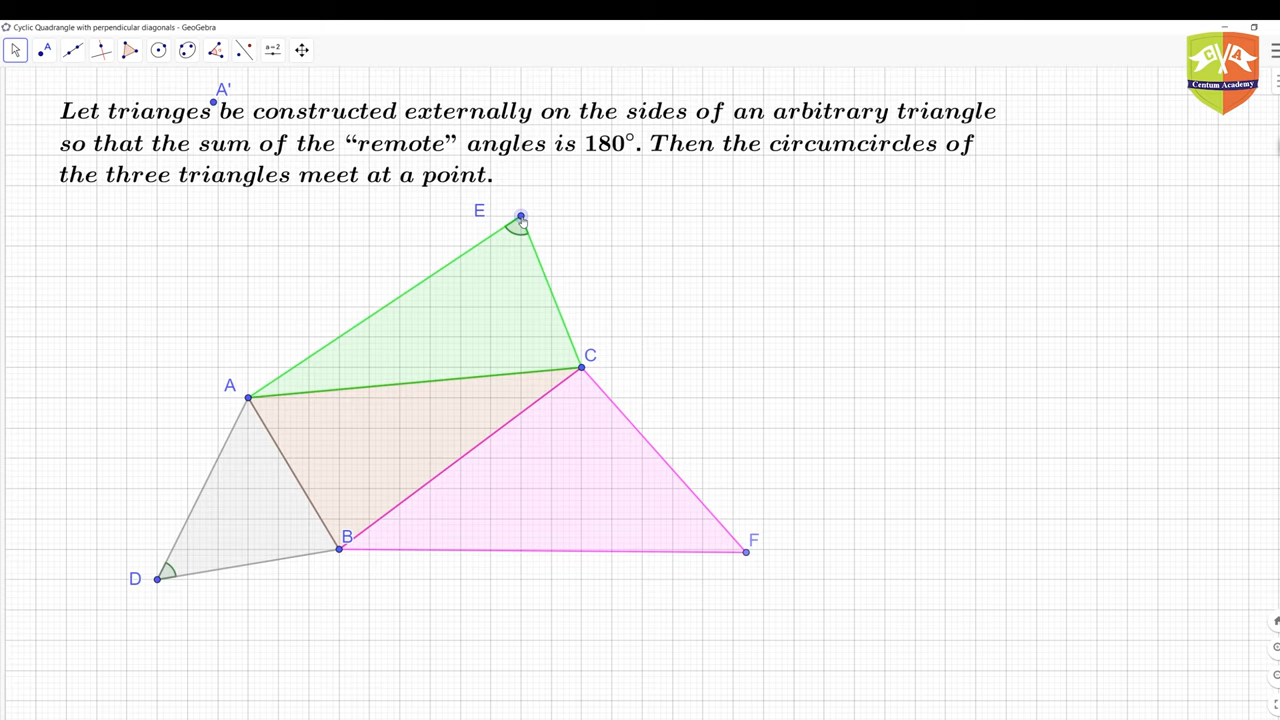 Cyclic Quadrangle with perpendicular diagonals - GeoGebra
A
a=2
C A
Centum Academy
A'
Let trianges be constructed externally on the sides of an arbitrary triangle
so that the sum of the “remote” angles is 180°. Then the circumcircles of
the three triangles meet at a point.
E
C
A
B
F
D